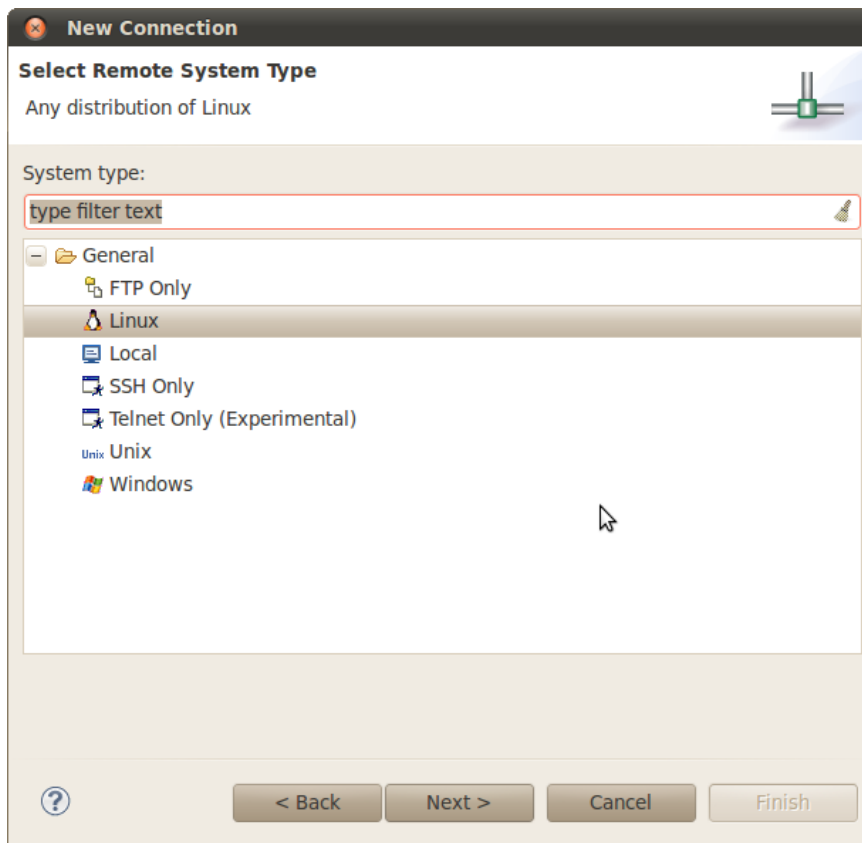 New Connection
Select Remote System Type
Any distribution of Linux
System type:
type filter text
General
FTP Only
Linux
Local
SSH Only
Telnet Only (Experimental)
Unix Unix
Windows
? < Back Next > Cancel Finish